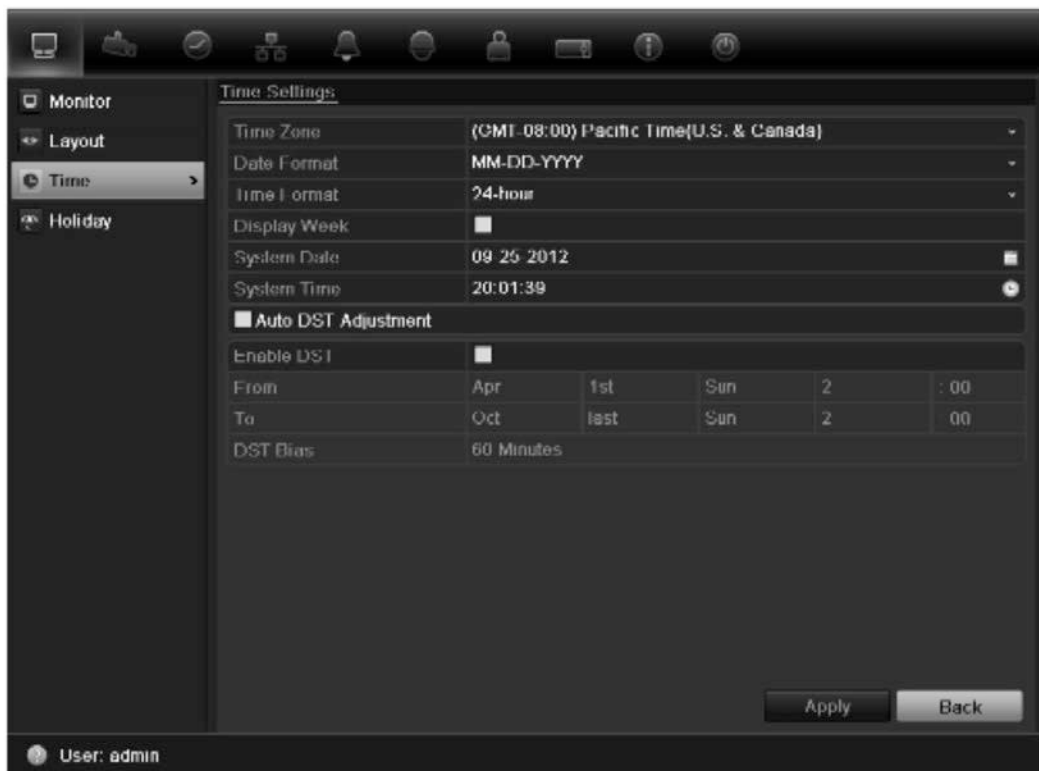 Monitor
Layout
Time
Holiday
Time Settings
Time Zone (GMT-08:00) Pacific Time(U.S. & Canada)
Date Format MM-DD-YYYY
Time Format 24-hour
Display Week
System Date 09-25-2012
System Time 20:01:39
Auto DST Adjustment
Enable DST
From Apr 1st Sun 2 : 00
To Oct last Sun 2 00
DST Bias 60 Minutes
Apply Back
User: admin